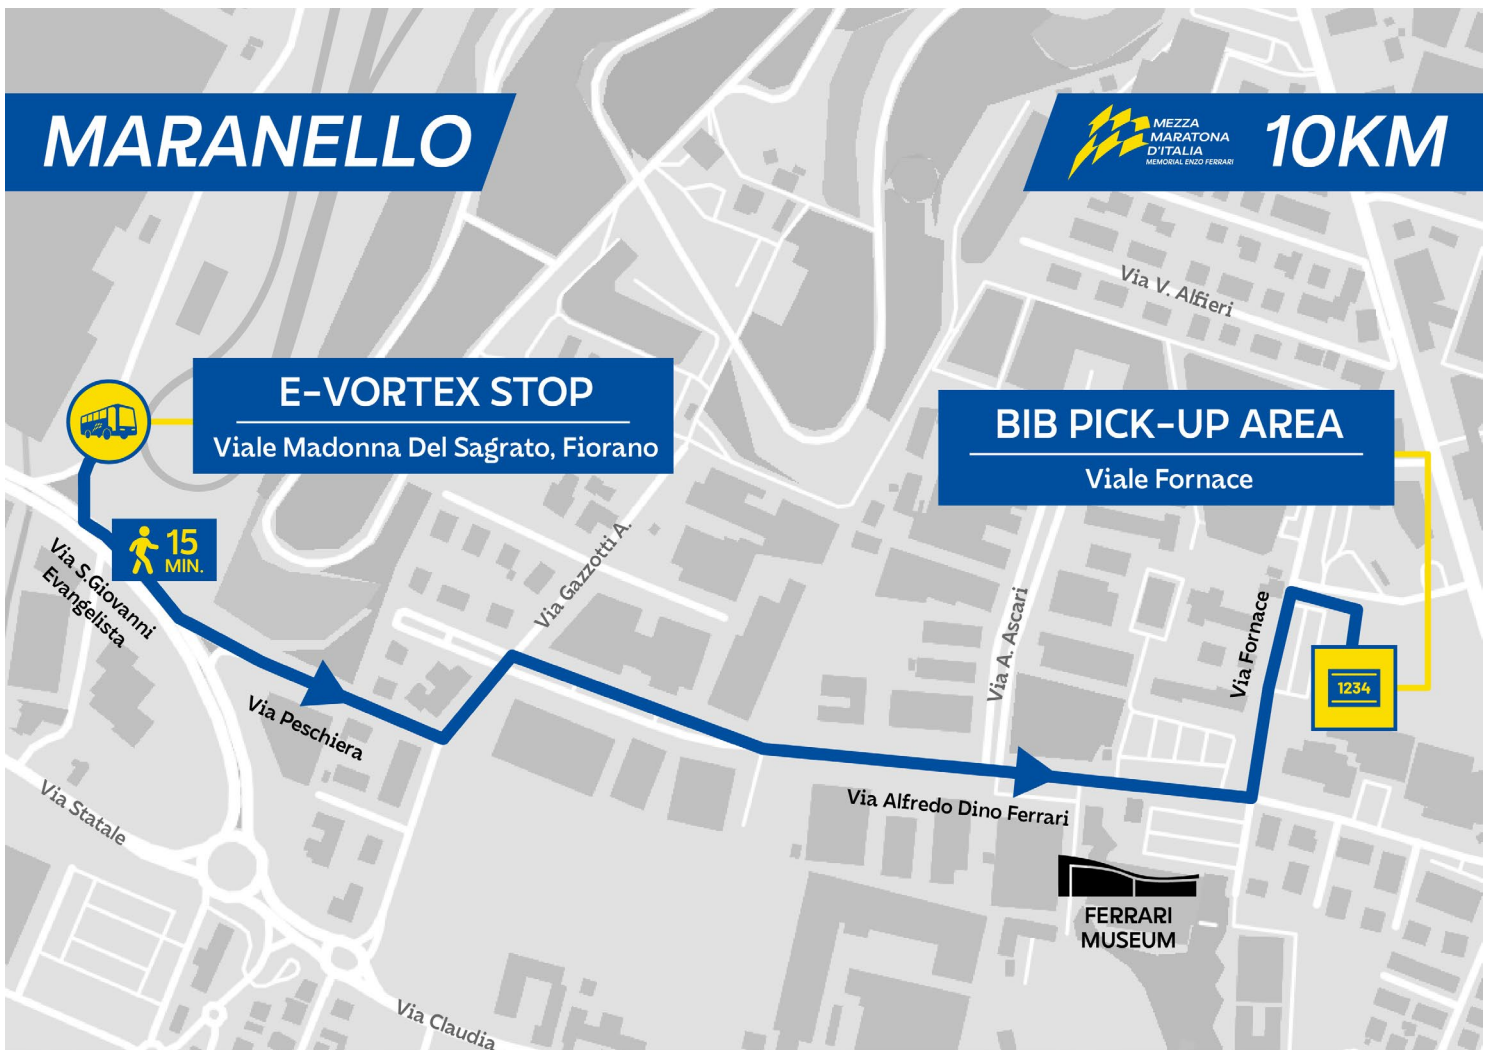 MARANELLO
MEZZA
MARATONA
D'ITALIA
MEMORIAL ENZO FERRARI
10KM
Via V. Alfieri
E-VORTEX STOP
Viale Madonna Del Sagrato, Fiorano
BIB PICK-UP AREA
Viale Fornace
15
MIN.
Via S.Giovanni
Evangelista
Via Gazzotti A.
Via A. Ascari
Via Fornace
1234
Via Peschiera
Via Statale
Via Alfredo Dino Ferrari
FERRARI
MUSEUM
Via Claudia